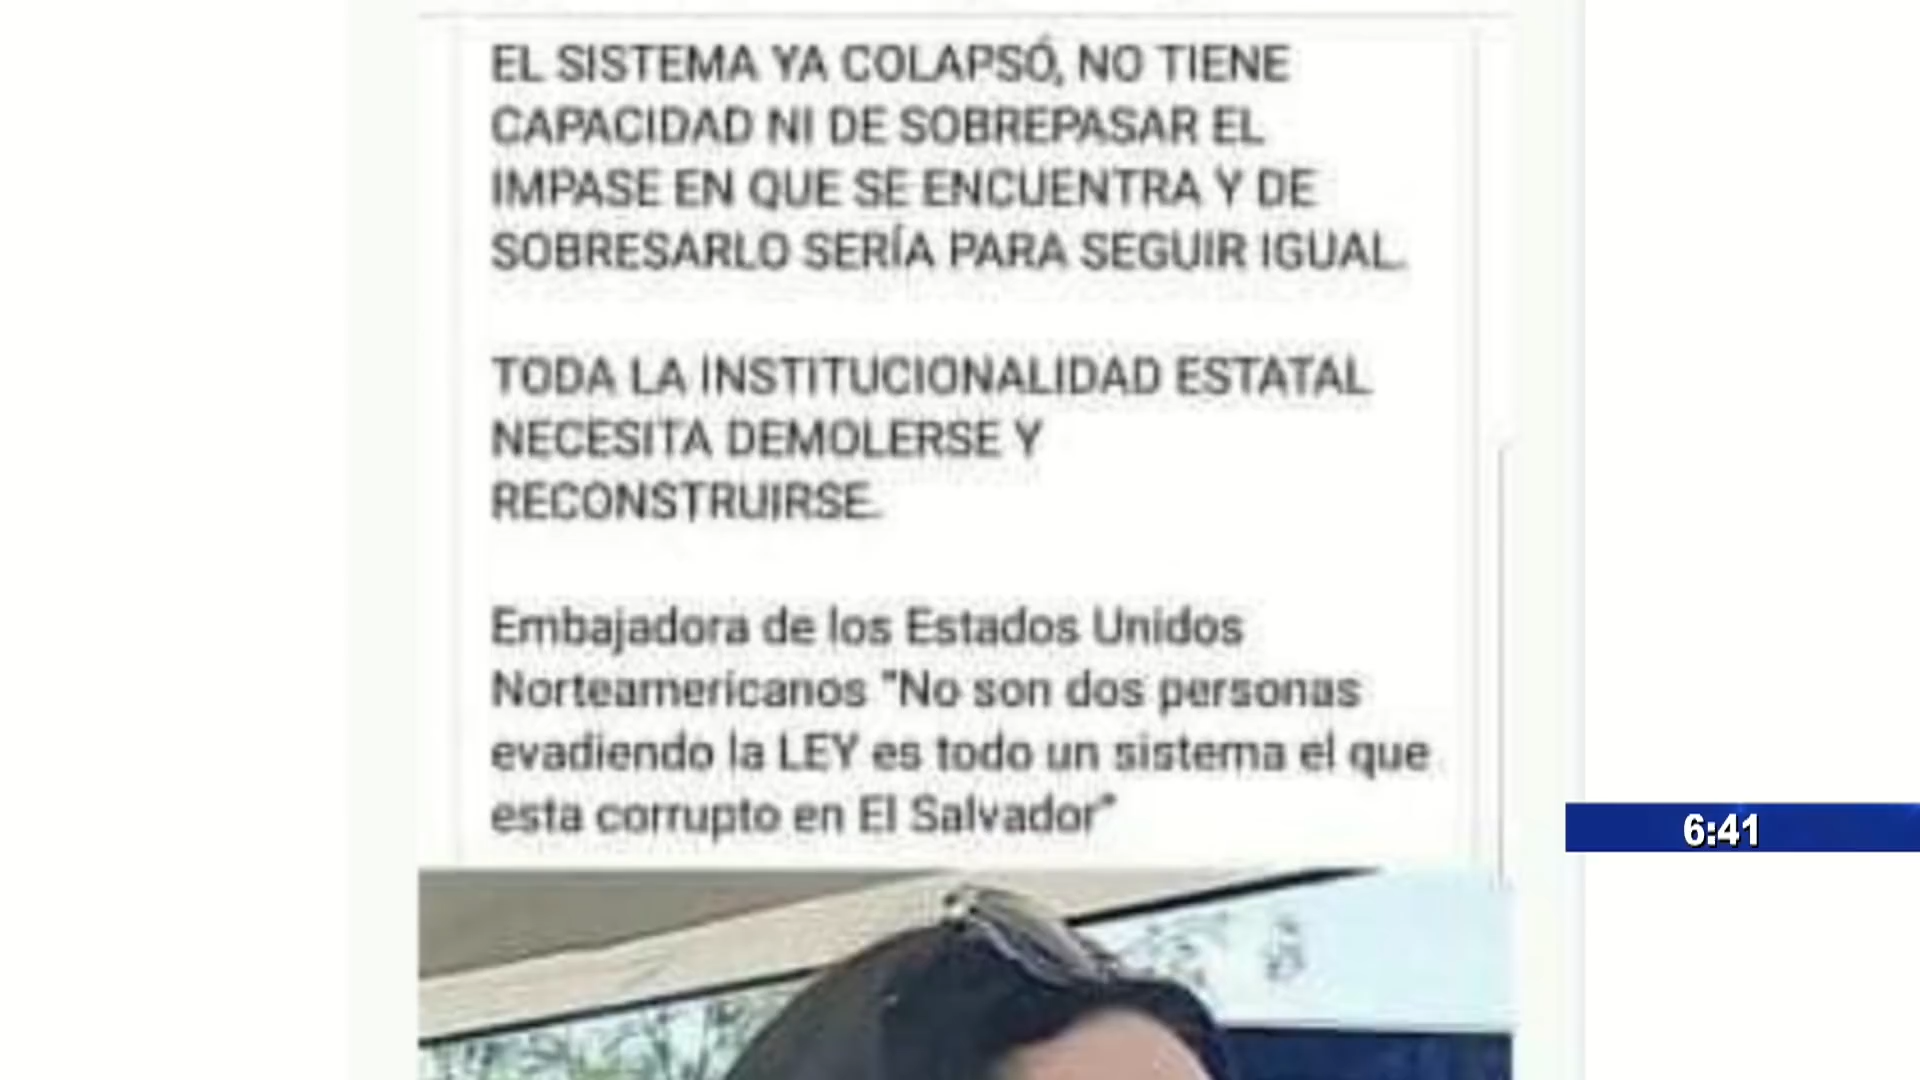 EL SISTEMA YA COLAPSÓ, NO TIENE
CAPACIDAD NI DE SOBREPASAR EL
IMPASE EN QUE SE ENCUENTRA Y DE
SOBRESARLO SERÍA PARA SEGUIR IGUAL.
TODA LA INSTITUCIONALIDAD ESTATAL
NECESITA DEMOLERSE Y
RECONSTRUIRSE.
Embajadora de los Estados Unidos
Norteamericanos "No son dos personas
evadiendo la LEY es todo un sistema el que
esta corrupto en El Salvador"
6:41